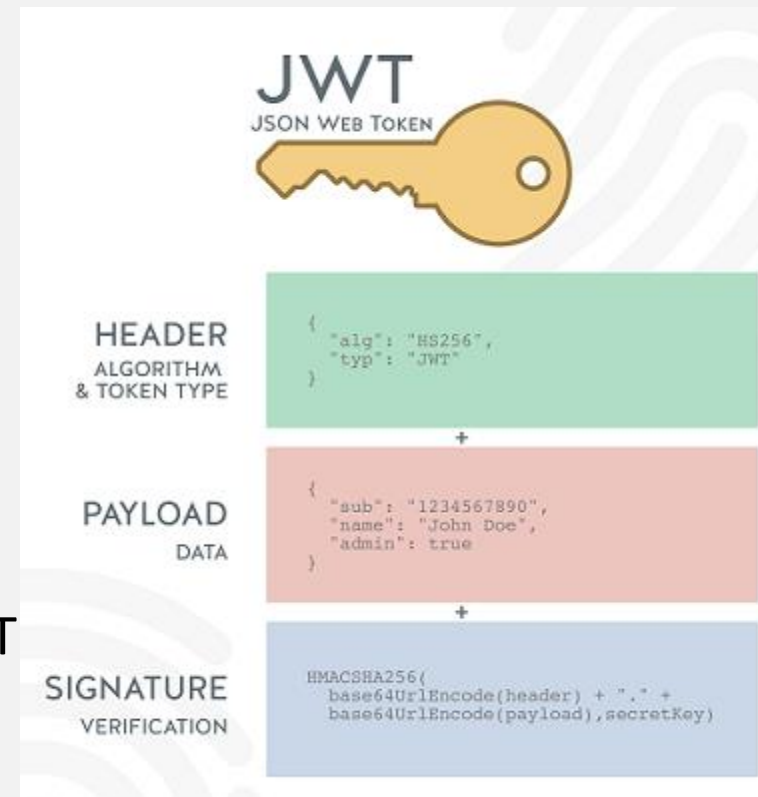 JWT
JSON WEB TOKEN
HEADER
ALGORITHM
& TOKEN TYPE
{
"alg": "HS256",
"typ": "JWT"
}
+
PAYLOAD
DATA
{
"sub": "1234567890",
"name": "John Doe",
"admin": true
}
+
T
SIGNATURE
VERIFICATION
HMACSHA256(
base64UrlEncode(header) + "." +
base64UrlEncode(payload),secretKey)